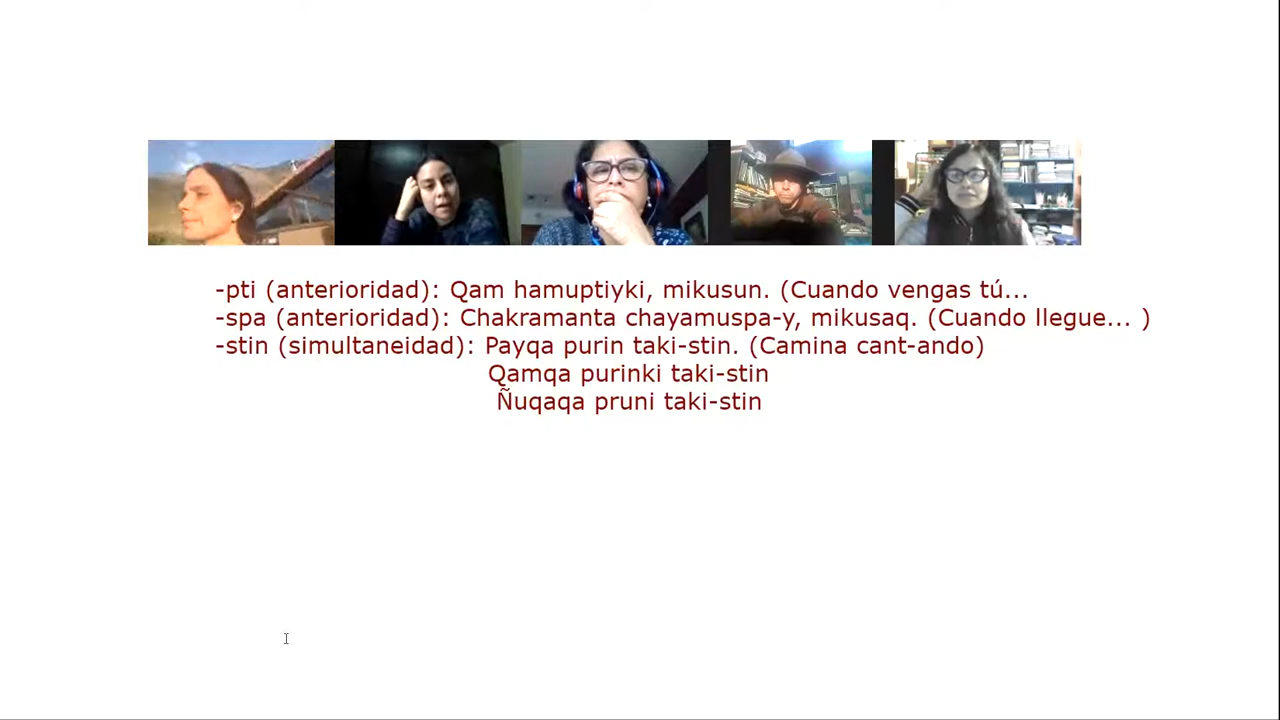 -pti (anterioridad): Qam hamuptiyki, mikusun. (Cuando vengas tú...
-spa (anterioridad): Chakramanta chayamuspa-y, mikusaq. (Cuando llegue... )
-stin (simultaneidad): Payqa purin taki-stin. (Camina cant-ando)
Qamqa purinki taki-stin
Ñuqaqa pruni taki-stin